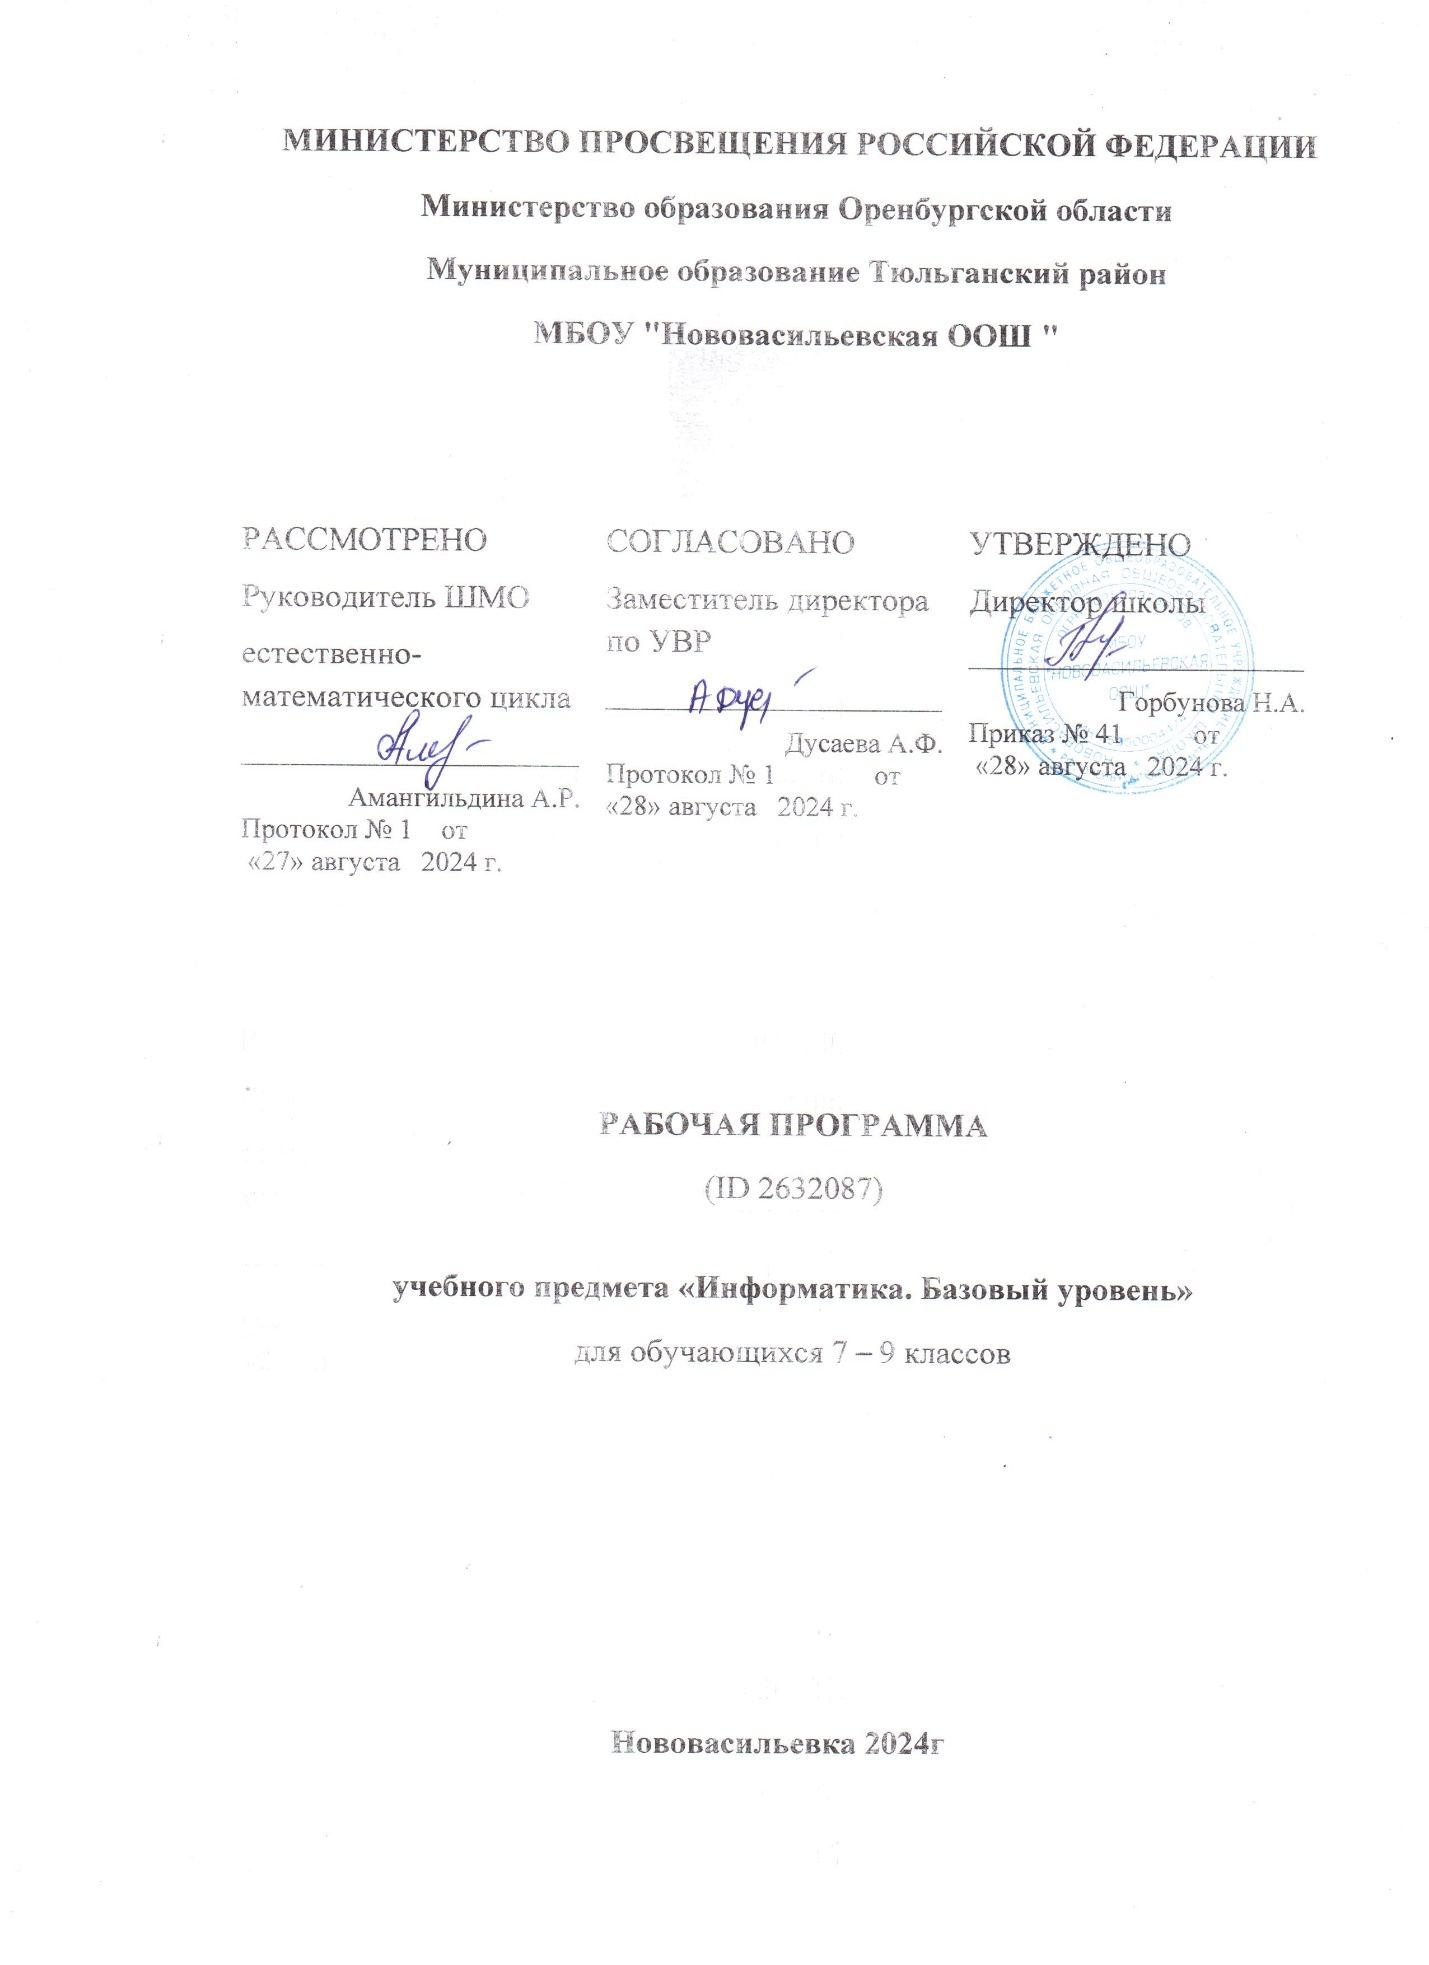 МИНИСТЕРСТВО ПРОСВЕЩЕНИЯ РОССИЙСКОЙ ФЕДЕРАЦИИ
Министерство образования Оренбургской области
Муниципальное образование Тюльганский район
МБОУ "Нововасильевская ООШ "
РАССМОТРЕНО
Руководитель ШМО
естественно-
математического цикла
Амангильдина А.Р.
Протокол № 1 от
«27» августа 2024 г.
СОГЛАСОВАНО
Заместитель директора
по УВР
Дусаева А.Ф.
Протокол № 1 от
«28» августа 2024 г.
УТВЕРЖДЕНО
Директор школы
МБОУ
"НОВОВАСИЛЬЕВСКАЯ
ООШ"
Горбунова Н.А.
Приказ № 41 от
«28» августа 2024 г.
РАБОЧАЯ ПРОГРАММА
(ID 2632087)
учебного предмета «Информатика. Базовый уровень»
для обучающихся 7 – 9 классов
Нововасильевка 2024г